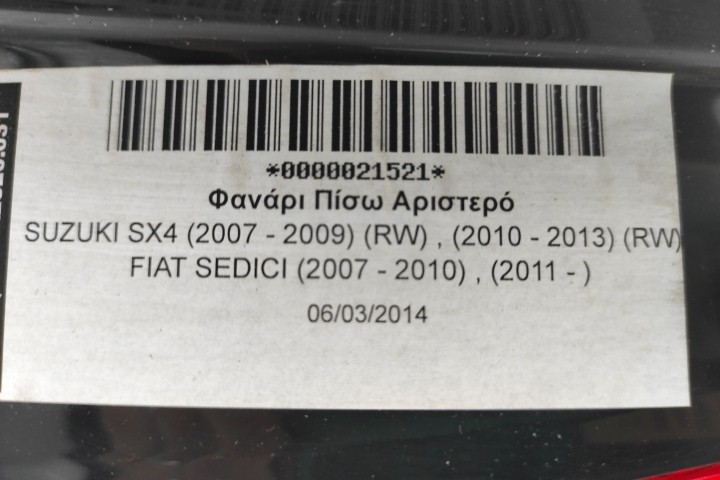 *0000021521*
Φανάρι Πίσω Αριστερό
SUZUKI SX4 (2007 - 2009) (RW) , (2010 - 2013) (RW)
FIAT SEDICI (2007 - 2010) , (2011 - )
06/03/2014